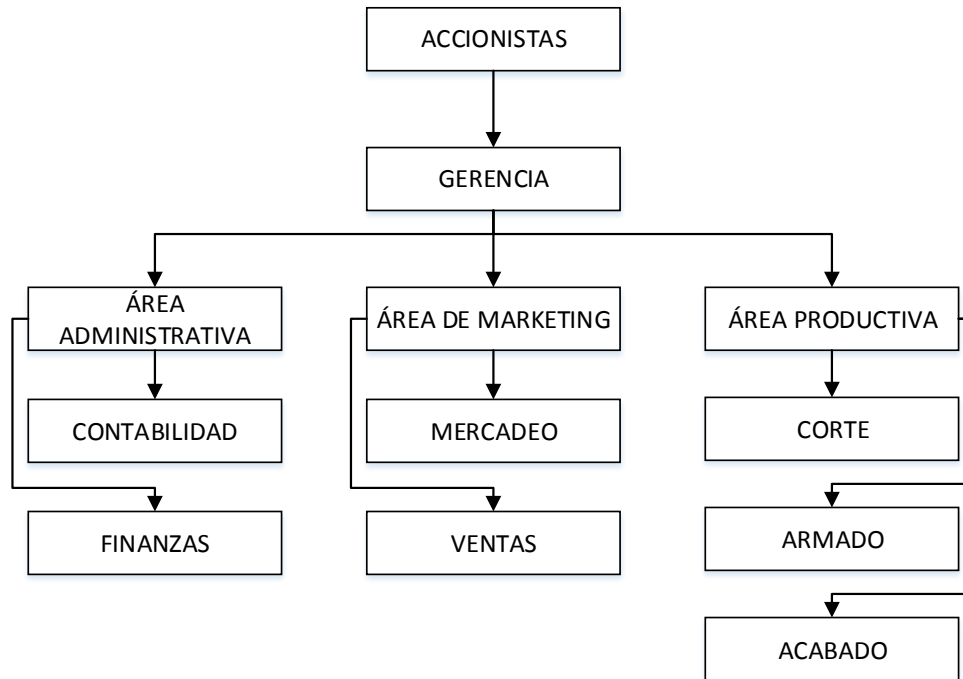 ACCIONISTAS
GERENCIA
ÁREA
ADMINISTRATIVA
ÁREA DE MARKETING
ÁREA PRODUCTIVA
CONTABILIDAD
MERCADEO
CORTE
FINANZAS
VENTAS
ARMADO
ACABADO